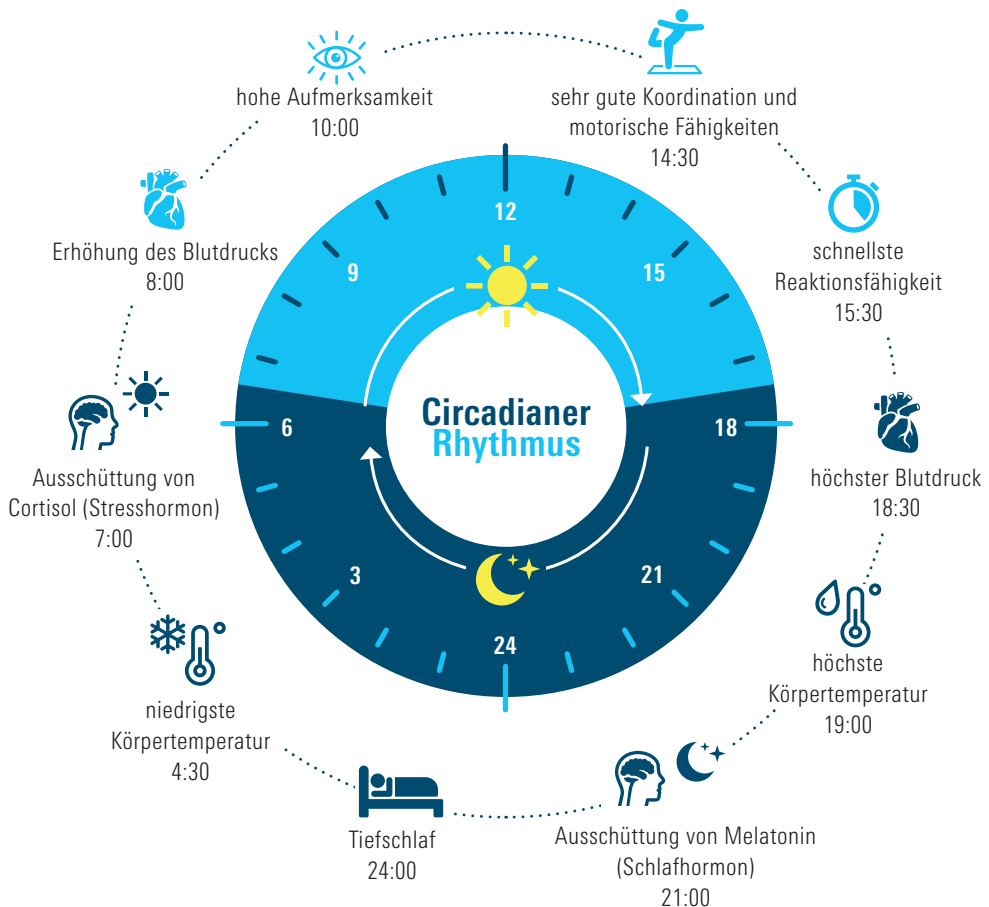 hohe Aufmerksamkeit
10:00
sehr gute Koordination und
motorische Fähigkeiten
14:30
schnellste
Reaktionsfähigkeit
15:30
höchster Blutdruck
18:30
höchste
Körpertemperatur
19:00
Ausschüttung von Melatonin
(Schlafhormon)
21:00
Tiefschlaf
24:00
niedrigste
Körpertemperatur
4:30
Ausschüttung von
Cortisol (Stresshormon)
7:00
Erhöhung des Blutdrucks
8:00
12
15
18
21
24
3
6
9
Circadianer
Rhythmus